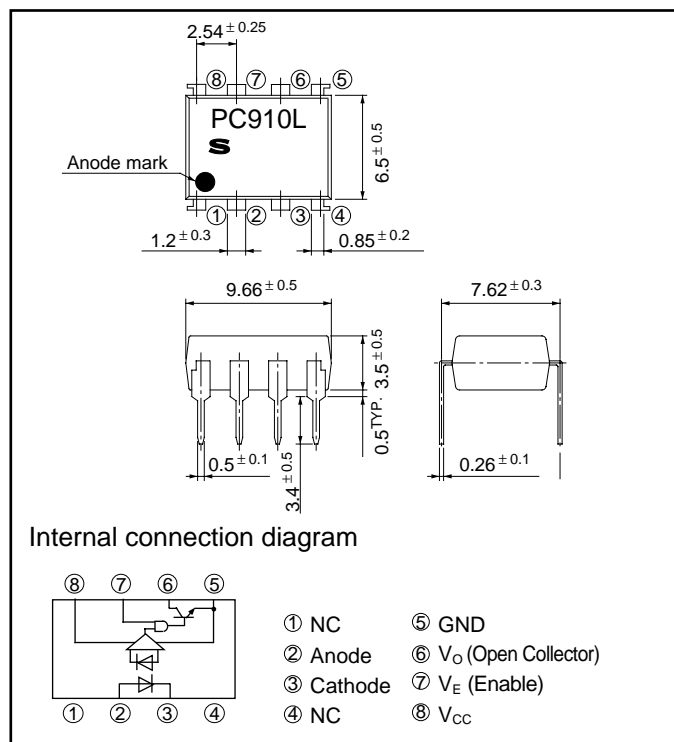 2.54 ± 0.25
⑧ ⑦ ⑥ ⑤
PC910L
S
Anode mark
6.5 ± 0.5
① ② ③ ④
1.2 ± 0.3
0.85 ± 0.2
9.66 ± 0.5
7.62 ± 0.3
3.5 ± 0.5
0.5 TYP.
0.5 ± 0.1
3.4 ± 0.5
0.26 ± 0.1
Internal connection diagram
⑧ ⑦ ⑥ ⑤
① ② ③ ④
① NC
② Anode
③ Cathode
④ NC
⑤ GND
⑥ VO (Open Collector)
⑦ VE (Enable)
⑧ VCC